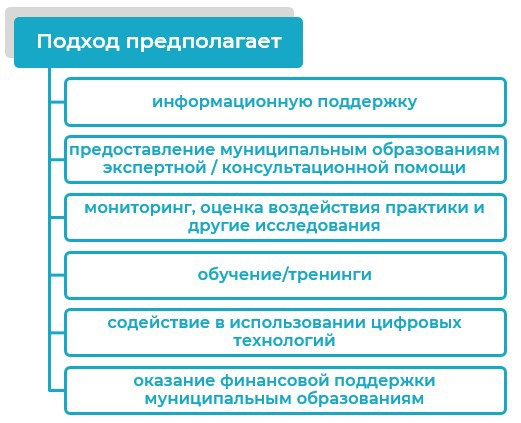 Подход предполагает
информационную поддержку
предоставление муниципальным образованиям
экспертной / консультационной помощи
мониторинг, оценка воздействия практики и
другие исследования
обучение/тренинги
содействие в использовании цифровых
технологий
оказание финансовой поддержки
муниципальным образованиям